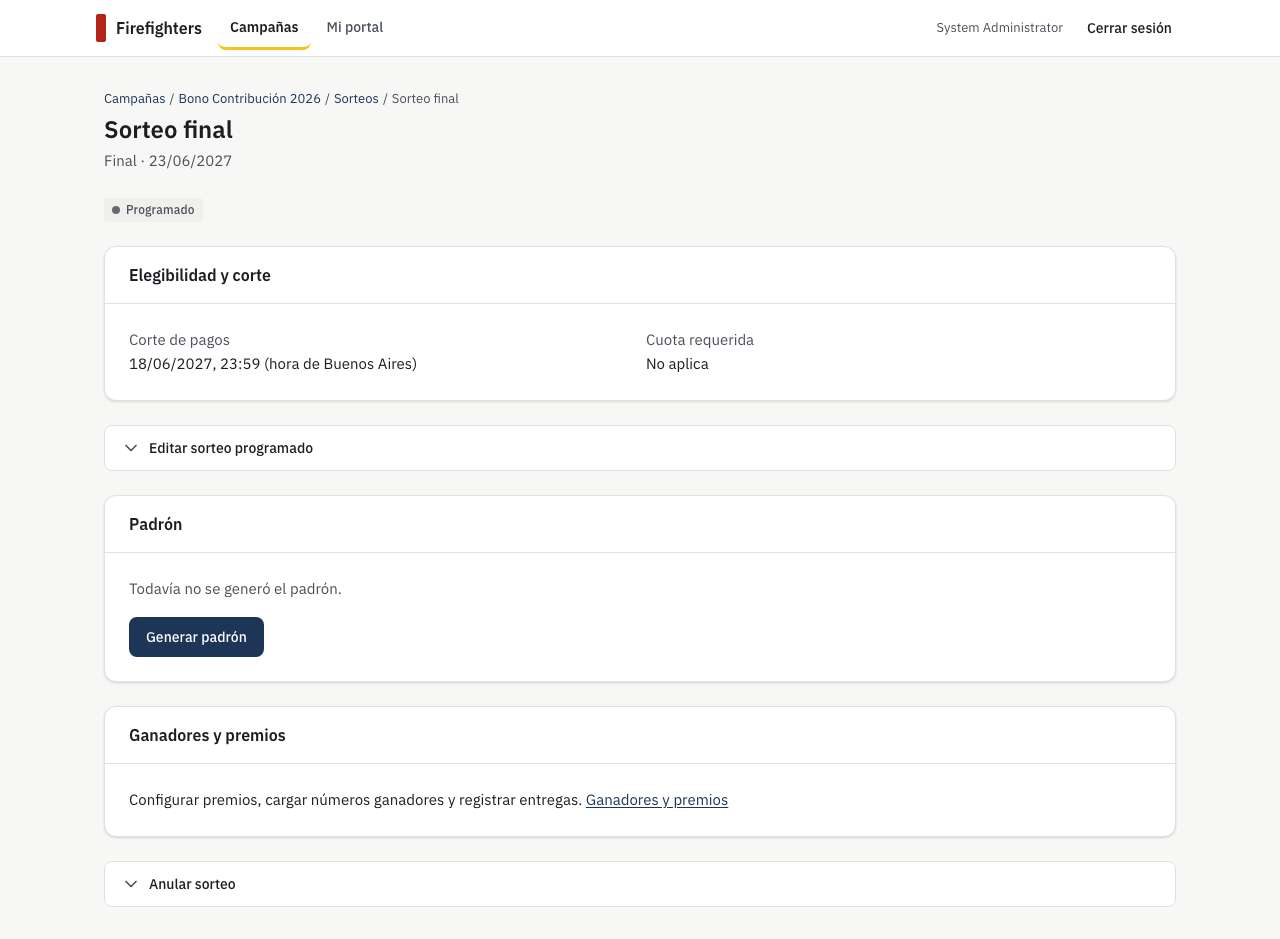 Firefighters Campañas Mi portal System Administrator Cerrar sesión
Campañas / Bono Contribución 2026 / Sorteos / Sorteo final
Sorteo final
Final · 23/06/2027
Programado
Elegibilidad y corte
Corte de pagos Cuota requerida
18/06/2027, 23:59 (hora de Buenos Aires) No aplica
Editar sorteo programado
Padrón
Todavía no se generó el padrón.
Generar padrón
Ganadores y premios
Configurar premios, cargar números ganadores y registrar entregas. Ganadores y premios
Anular sorteo